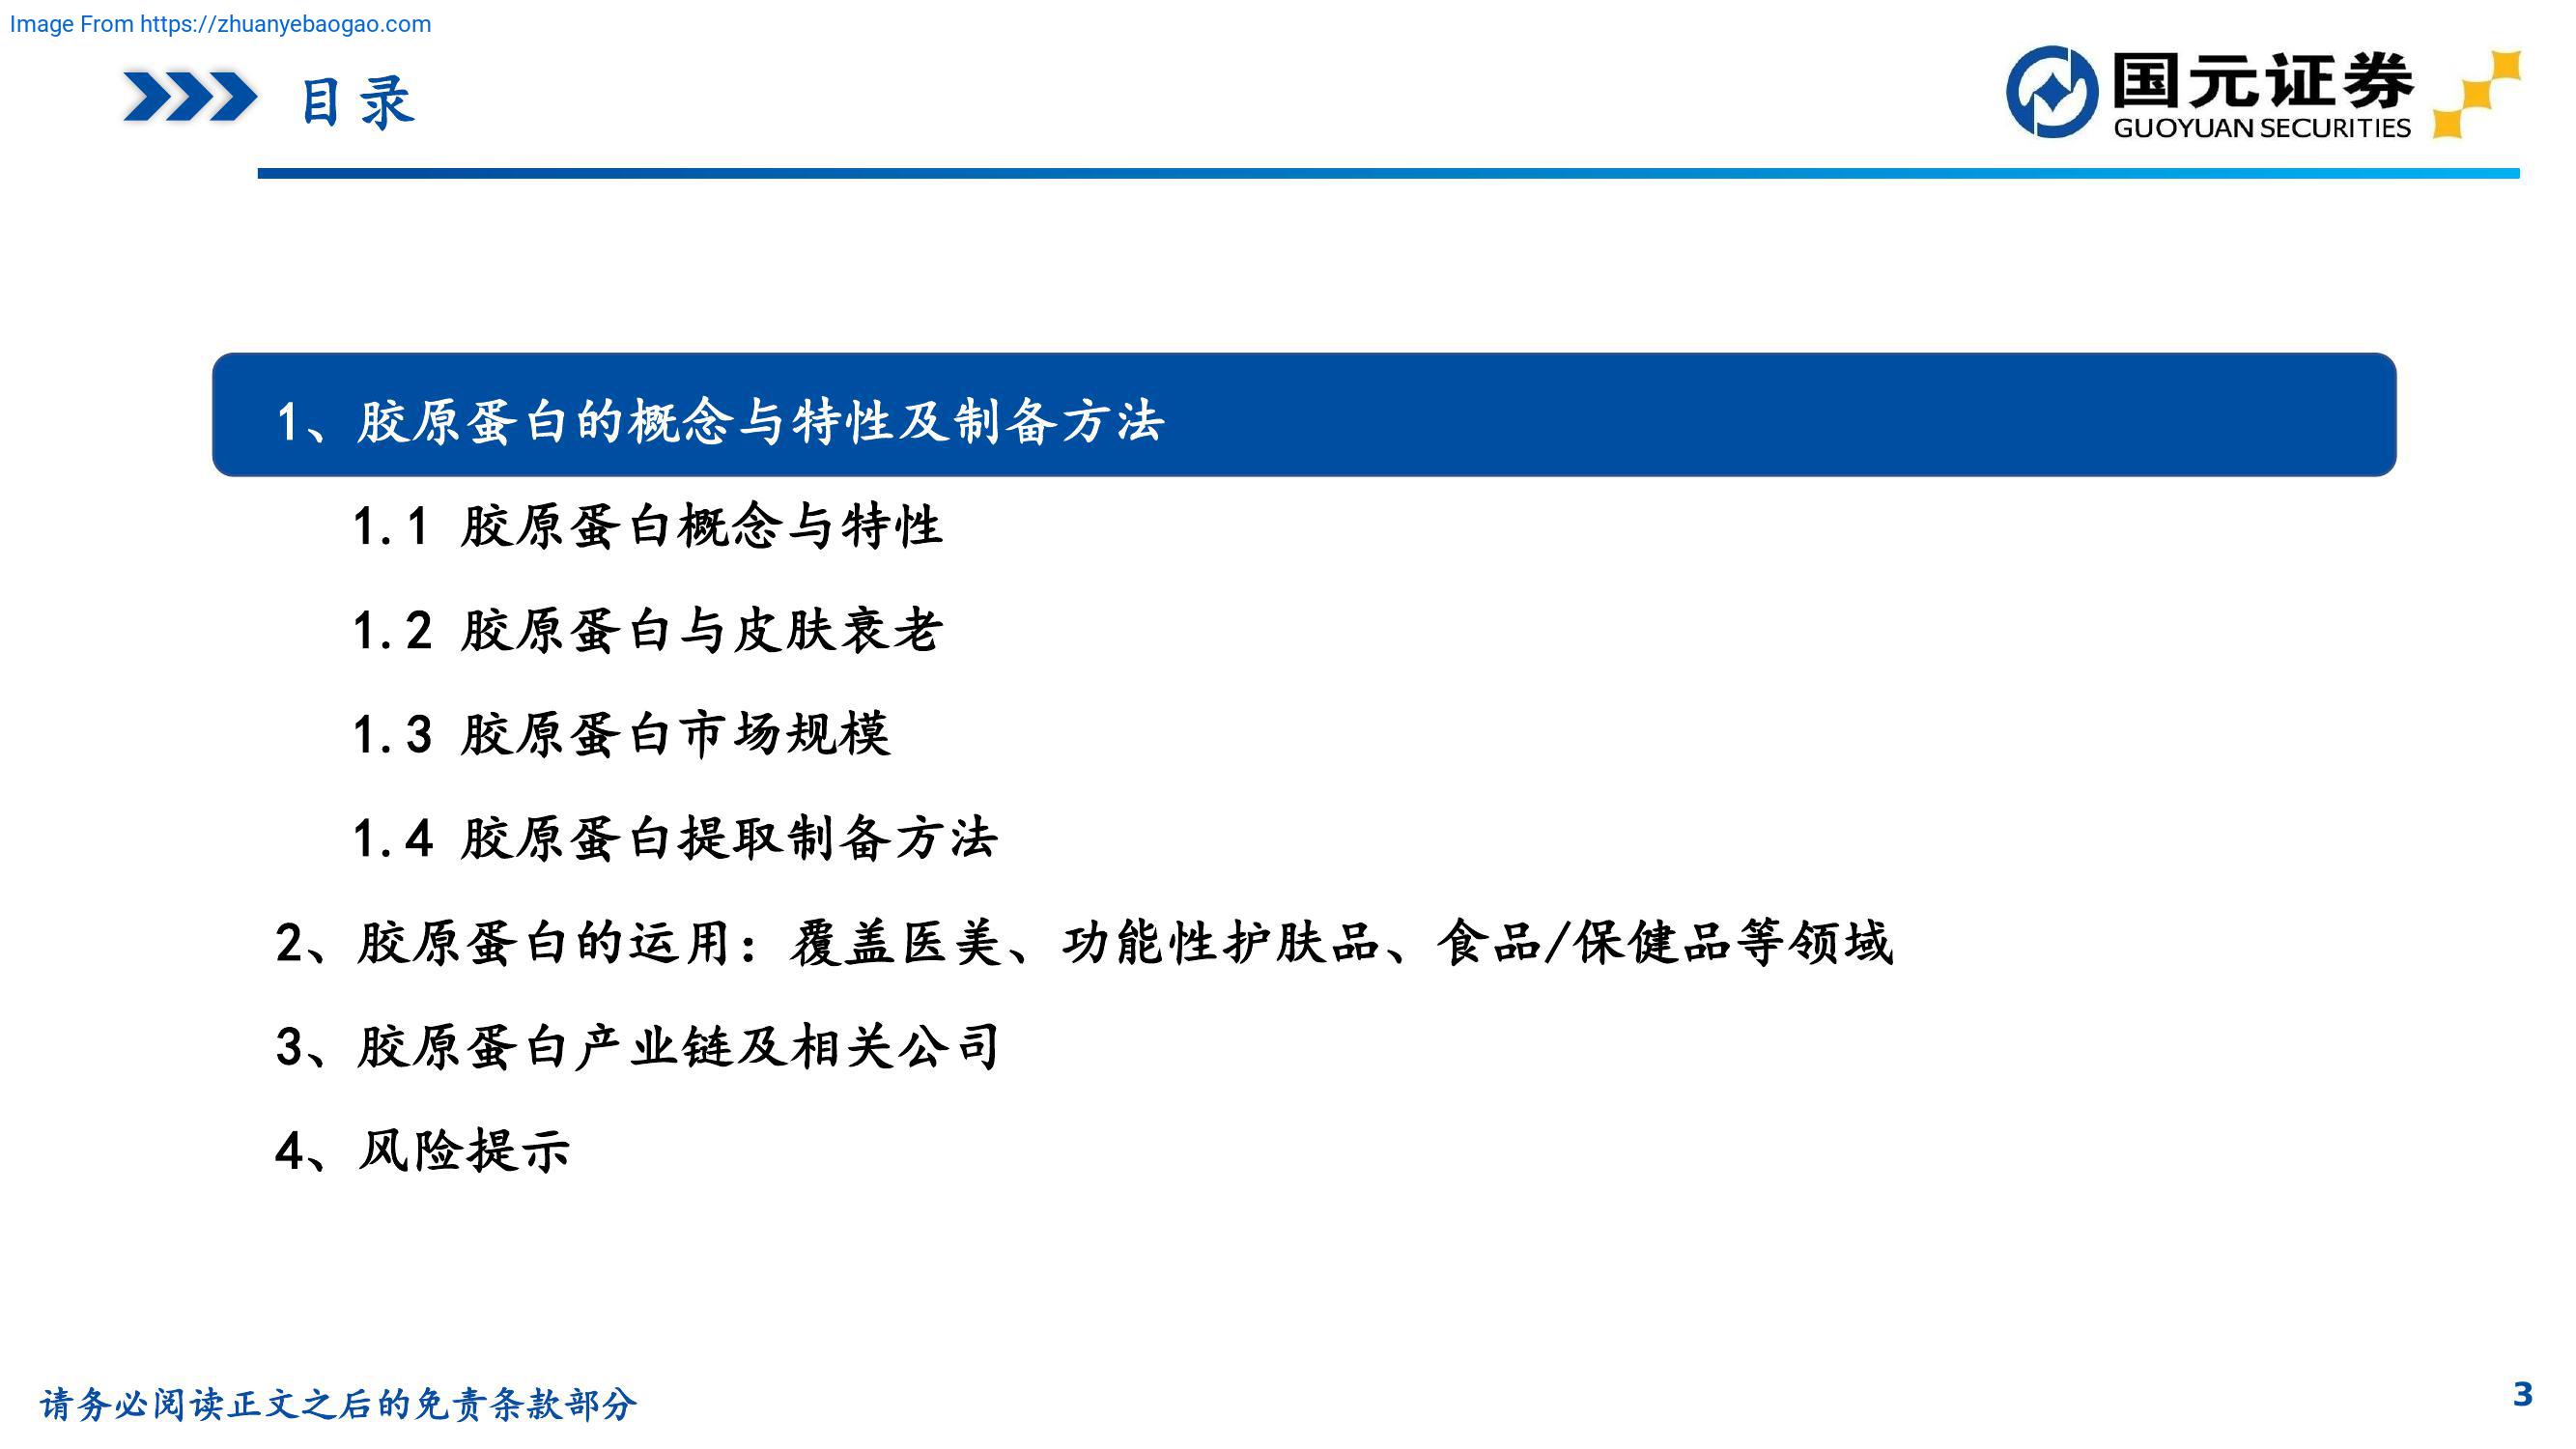 Image From https://zhuanyebaogao.com
目录
国元证券
GUOYUAN SECURITIES
1、胶原蛋白的概念与特性及制备方法
1.1 胶原蛋白概念与特性
1.2 胶原蛋白与皮肤衰老
1.3 胶原蛋白市场规模
1.4 胶原蛋白提取制备方法
2、胶原蛋白的运用：覆盖医美、功能性护肤品、食品/保健品等领域
3、胶原蛋白产业链及相关公司
4、风险提示
请务必阅读正文之后的免责条款部分
3